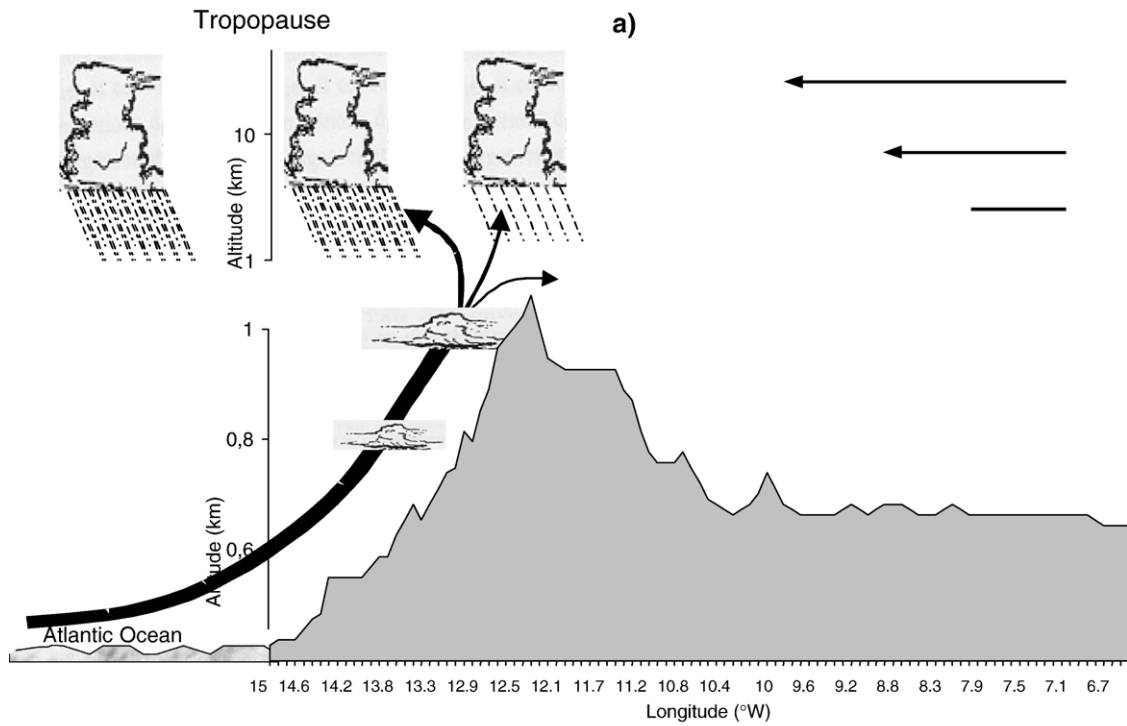 Tropopause
a)
10
Altitude (km)
1
1
0,8
0,6
Altitude (km)
Atlantic Ocean
15 14.6 14.2 13.8 13.3 12.9 12.5 12.1 11.7 11.2 10.8 10.4 10 9.6 9.2 8.8 8.3 7.9 7.5 7.1 6.7
Longitude (°W)